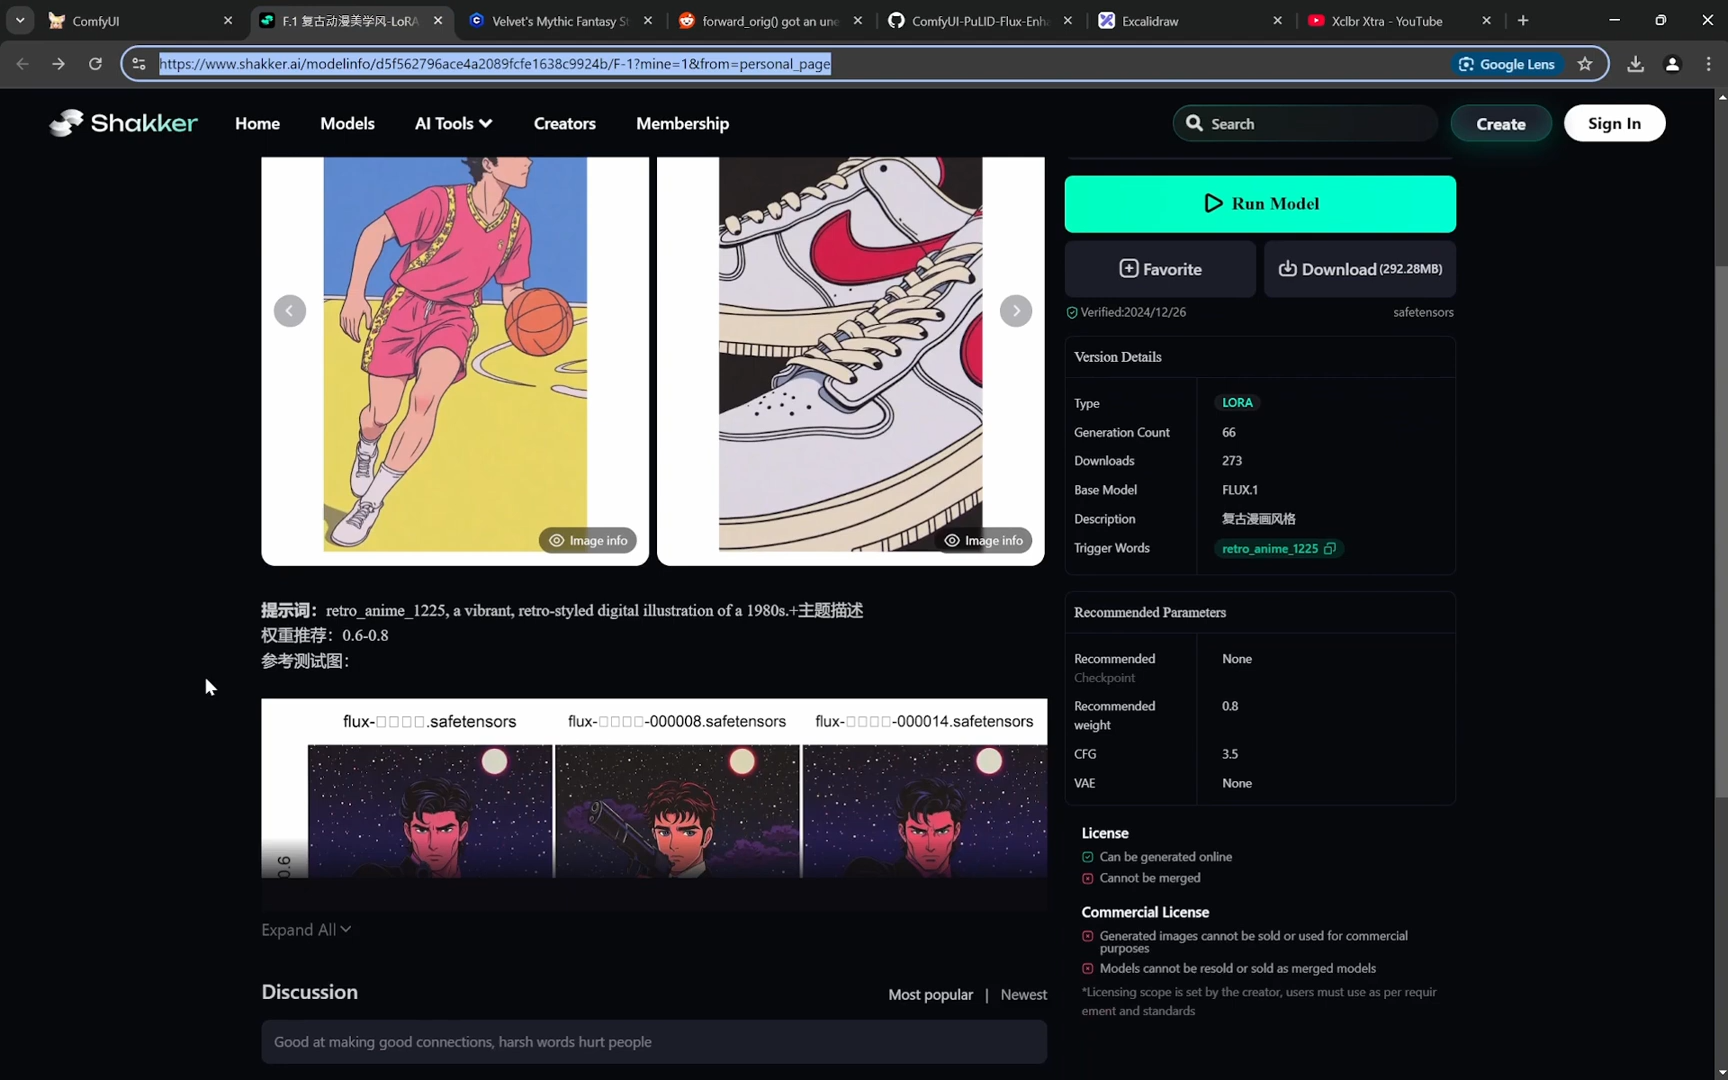 ComfyUI
F.1 复古动漫美学风-LoRA
Velvet's Mythic Fantasy St
forward_orig() got an une
ComfyUI-PuLID-Flux-Enha
Excalidraw
Xclbr Xtra - YouTube
https://www.shakker.ai/modelinfo/d5f562796ace4a2089fcfe1638c9924b/F-1?mine=1&from=personal_page
Google Lens
Shakker
Home
Models
AI Tools
Creators
Membership
Search
Create
Sign In
Image info
Image info
提示词：retro_anime_1225, a vibrant, retro-styled digital illustration of a 1980s.+主题描述
权重推荐：0.6-0.8
参考测试图：
flux-□□□□.safetensors
flux-□□□□-000008.safetensors
flux-□□□□-000014.safetensors
0.6
Expand All
Discussion
Most popular | Newest
Good at making good connections, harsh words hurt people
Run Model
Favorite
Download (292.28MB)
Verified:2024/12/26
safetensors
Version Details
Type LORA
Generation Count 66
Downloads 273
Base Model FLUX.1
Description 复古漫画风格
Trigger Words retro_anime_1225
Recommended Parameters
Recommended None
Checkpoint
Recommended 0.8
weight
CFG 3.5
VAE None
License
Can be generated online
Cannot be merged
Commercial License
Generated images cannot be sold or used for commercial
purposes
Models cannot be resold or sold as merged models
*Licensing scope is set by the creator, users must use as per requir
ement and standards